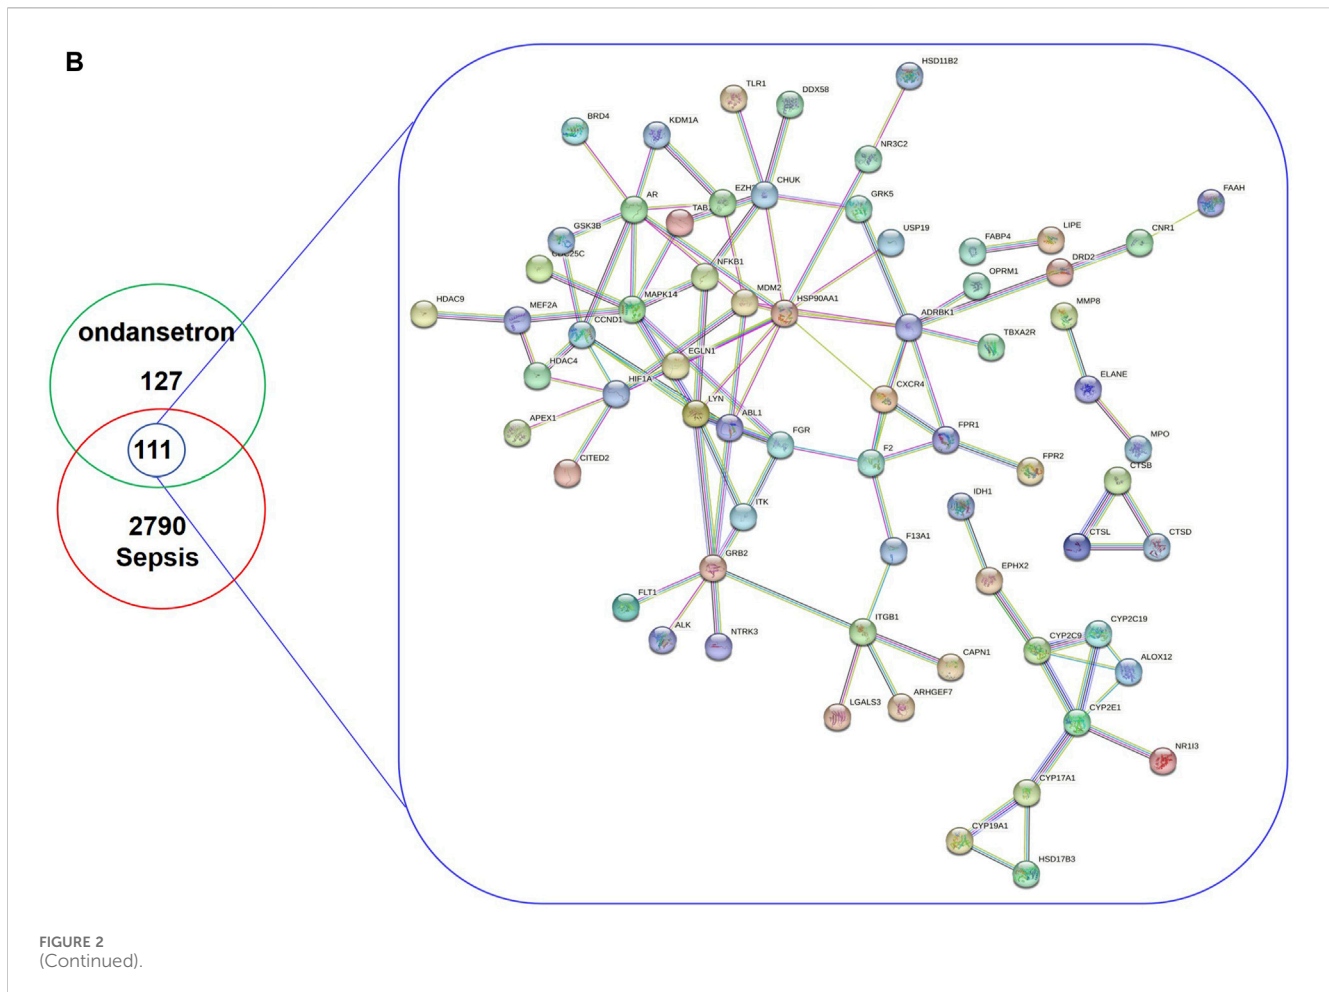 B
HSD11B2
TLR1
DDX58
BRD4
KDM1A
NR3C2
CHUK
FAAH
EZH
AR
GRK5
TAB
GSK3B
USP19
FABP4
LIPE
CNR1
DRD2
NFKB1
OPRM1
MDM2
HSP90AA1
MAPK14
HDAC9
MEF2A
CCND1
ADRBK1
MMP8
TBXA2R
ondansetron
127
EGLN1
HDAC4
HIF1A
LYN
CXCR4
ELANE
APEX1
ABL1
FGR
FPR1
MPO
111
F2
CITED2
FPR2
CTSB
ITK
IDH1
2790
Sepsis
CTSL
CTSD
F13A1
GRB2
EPHX2
FLT1
ALK
NTRK3
ITGB1
CYP2C9
CYP2C19
CAPN1
ALOX12
LGALS3
ARHGEF7
CYP2E1
NR1I3
CYP17A1
CYP19A1
HSD17B3
FIGURE 2
(Continued).